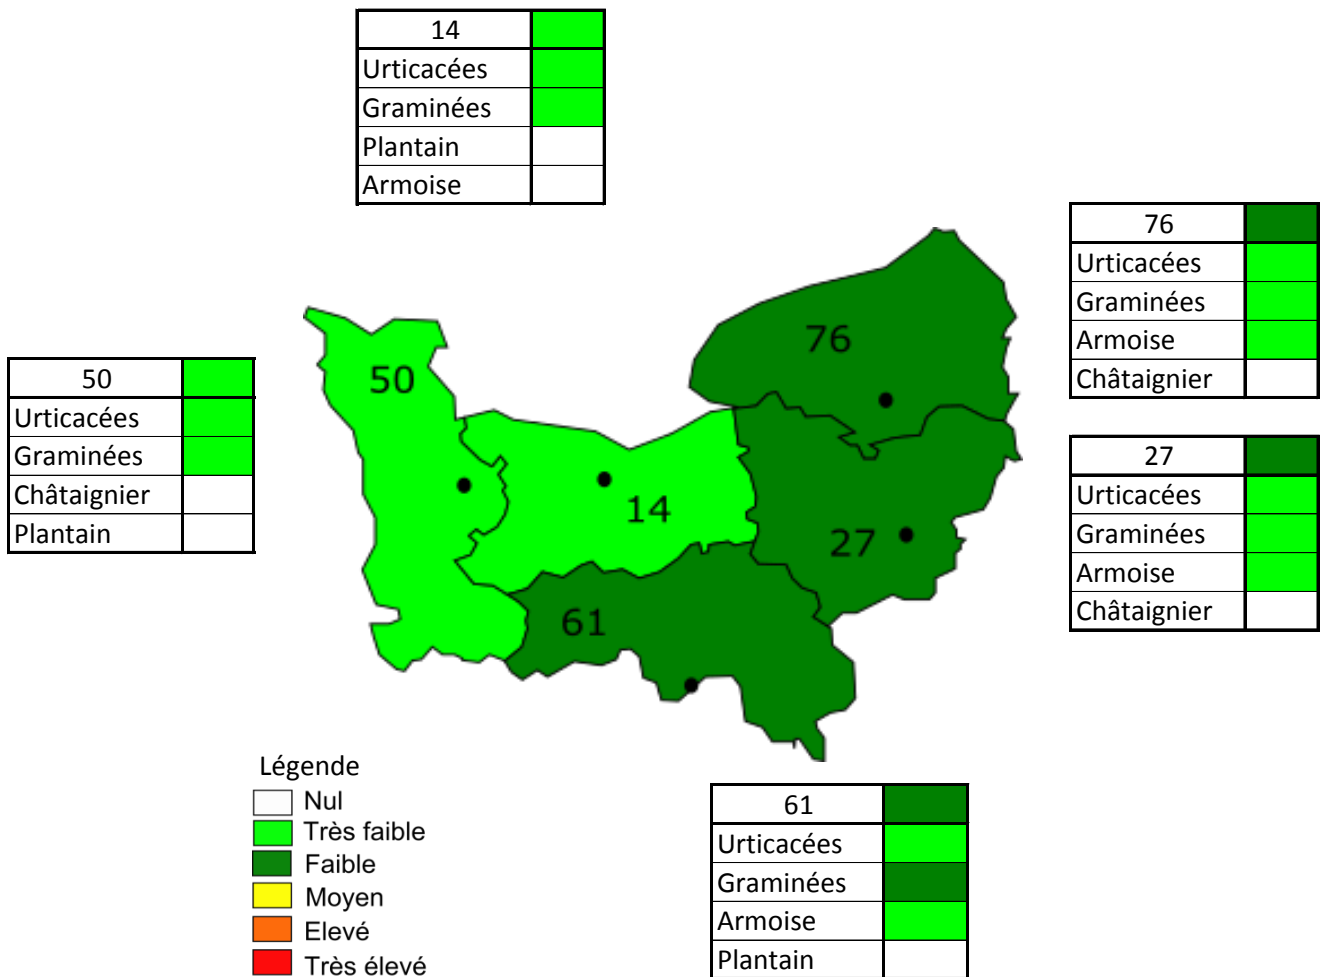 14
Urticacées
Graminées
Plantain
Armoise
76
Urticacées
Graminées
Armoise
Châtaignier
50
Urticacées
Graminées
Châtaignier
Plantain
27
Urticacées
Graminées
Armoise
Châtaignier
76
50
14
27
61
Légende
Nul
Très faible
Faible
Moyen
Elevé
Très élevé
61
Urticacées
Graminées
Armoise
Plantain